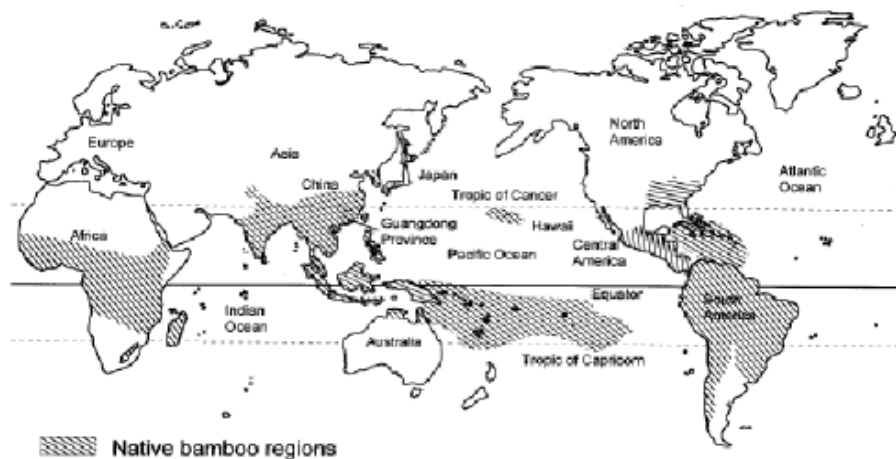 Europe
Asia
North
America
Japan
China
Atlantic
Ocean
Tropic of Cancer
Hawaii
Guangdong
Province
Africa
Pacific Ocean
Central
America
Equator
Indian
Ocean
South
America
Australia
Tropic of Capricorn
Native bamboo regions